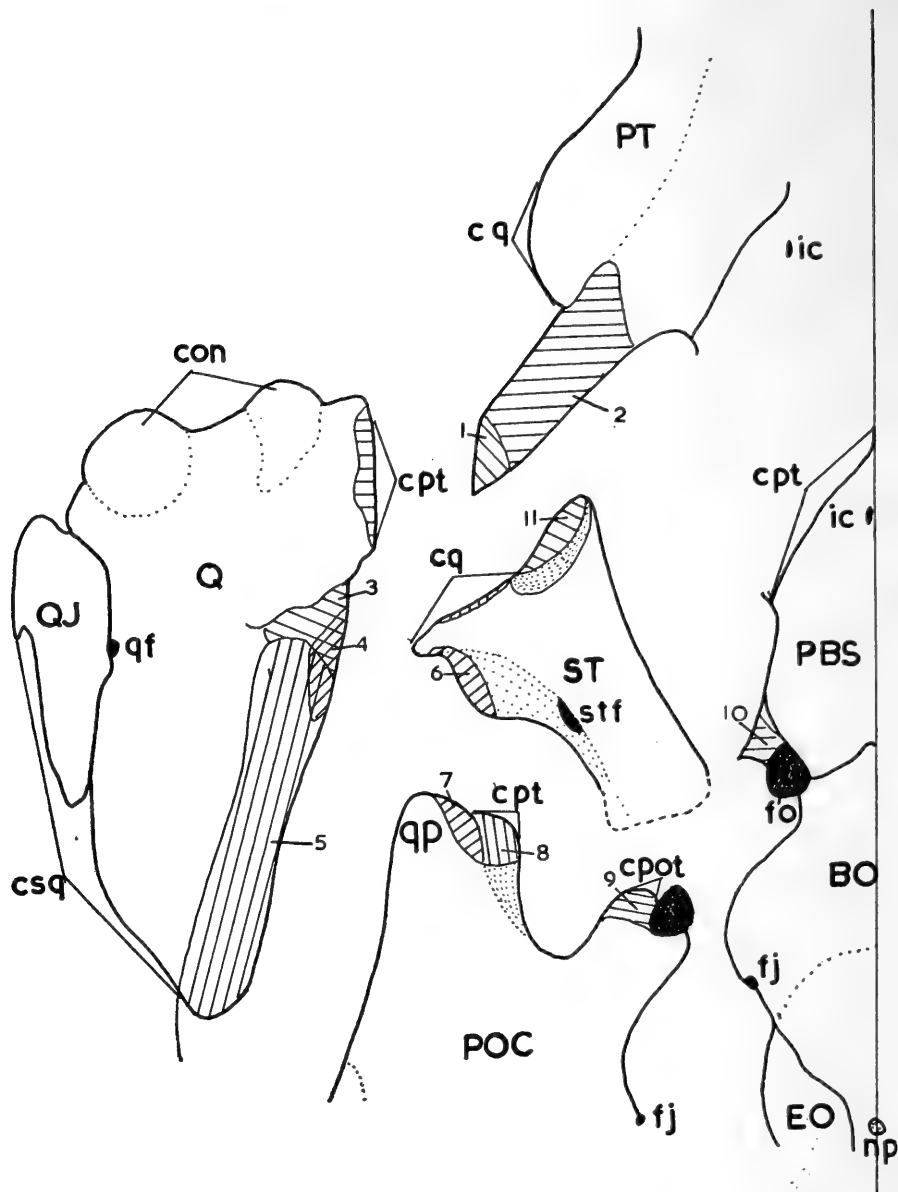 PT
cq
ic
con
1
2
cpt
cpt
ic
11
cq
Q
3
QJ
4
qf
ST
PBS
6
stf
10
7
cpt
fo
qp
5
8
BO
csq
9
cpot
fj
POC
EO
fj
np